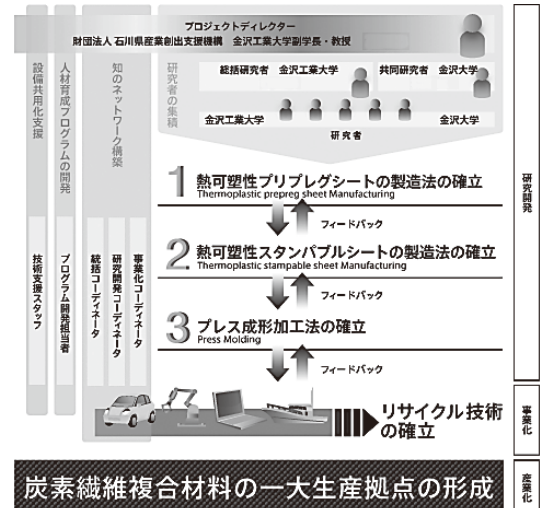 プロジェクトディレクター
財団法人 石川県産業創出支援機構　金沢工業大学副学長・教授
設備共用化支援
人材育成プログラムの開発
知のネットワーク構築
研究者の集積
総括研究者　金沢工業大学
共同研究者　金沢大学
金沢工業大学
金沢大学
研究者
1 熱可塑性プリプレグシートの製造法の確立
Thermoplastic prepreg sheet Manufacturing
フィードバック
2. 熱可塑性スタンパブルシートの製造法の確立
Thermoplastic stampable sheet Manufacturing
フィードバック
3 プレス成形加工法の確立
Press Molding
フィードバック
技術支援スタッフ
プログラム開発担当者
統括コーディネータ
研究開発コーディネータ
事業化コーディネータ
リサイクル技術
の確立
炭素繊維複合材料の一大生産拠点の形成
研究開発
事業化
産業化